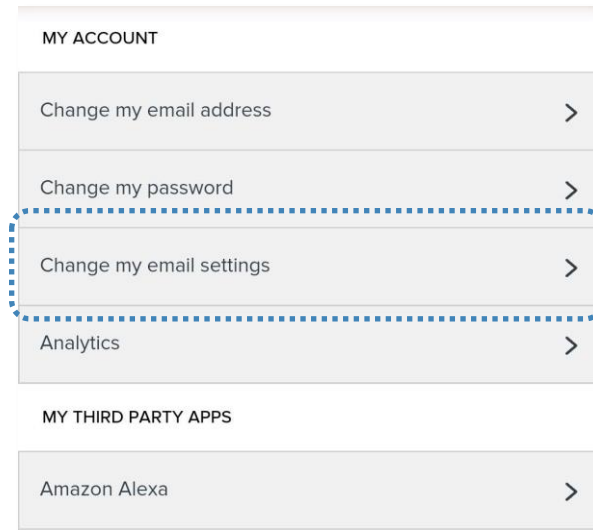 MY ACCOUNT
Change my email address
Change my password
Change my email settings
Analytics
MY THIRD PARTY APPS
Amazon Alexa